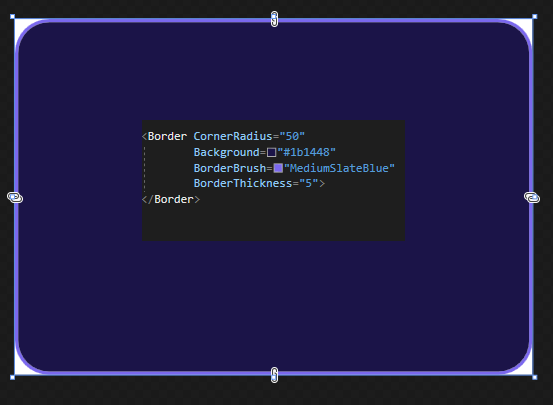 <Border CornerRadius="50"
Background="#1b1448"
BorderBrush="MediumSlateBlue"
BorderThickness="5">
</Border>